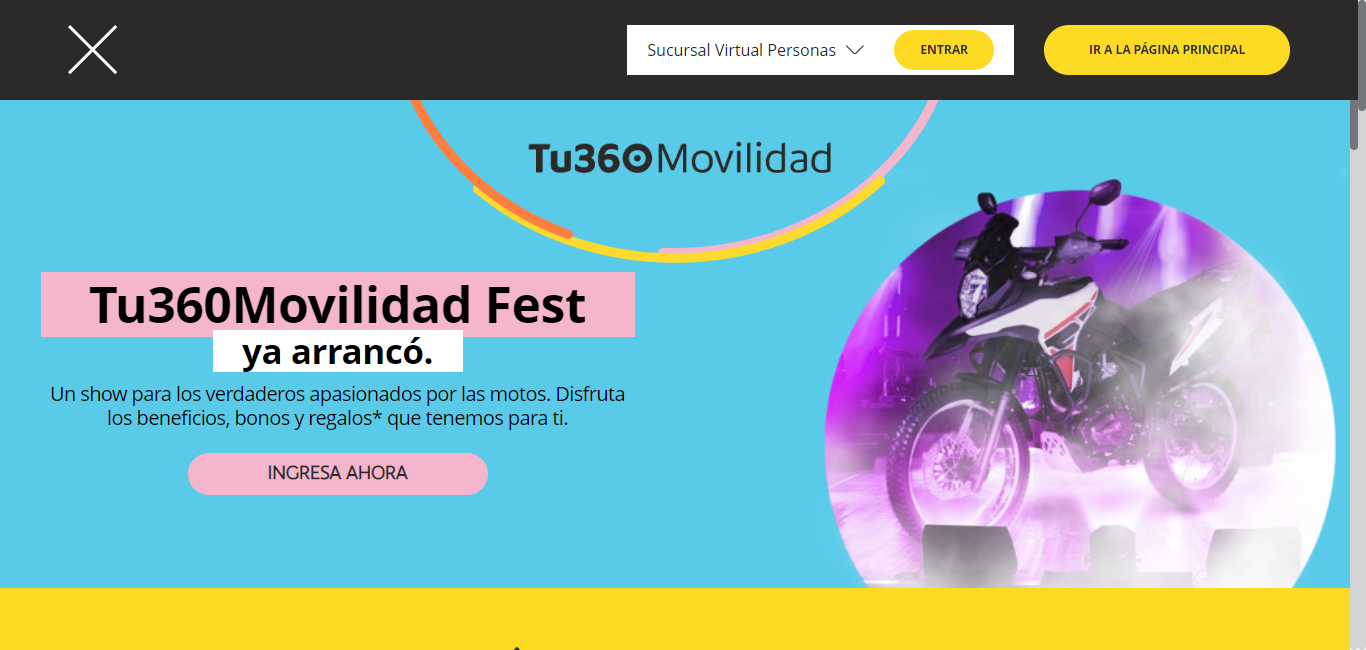 Sucursal Virtual Personas
ENTRAR
IR A LA PÁGINA PRINCIPAL
Tu360Movilidad
Tu360Movilidad Fest
ya arrancó.
Un show para los verdaderos apasionados por las motos. Disfruta
los beneficios, bonos y regalos* que tenemos para ti.
INGRESA AHORA